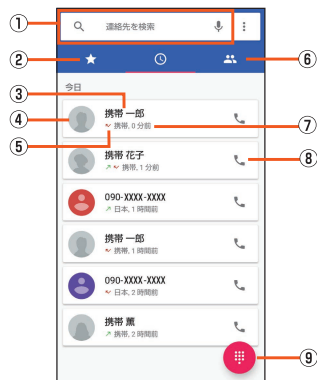 ① 連絡先を検索
② ⑥
今日
③ 携帯 一郎
④ 携帯, 0 分前 ⑦
⑤
携帯 花子
携帯, 1 分前 ⑧
090-XXXX-XXXX
日本, 1 時間前
携帯 一郎
携帯, 1 時間前
090-XXXX-XXXX
日本, 2 時間前
携帯 薫
携帯, 2 時間前
⑨